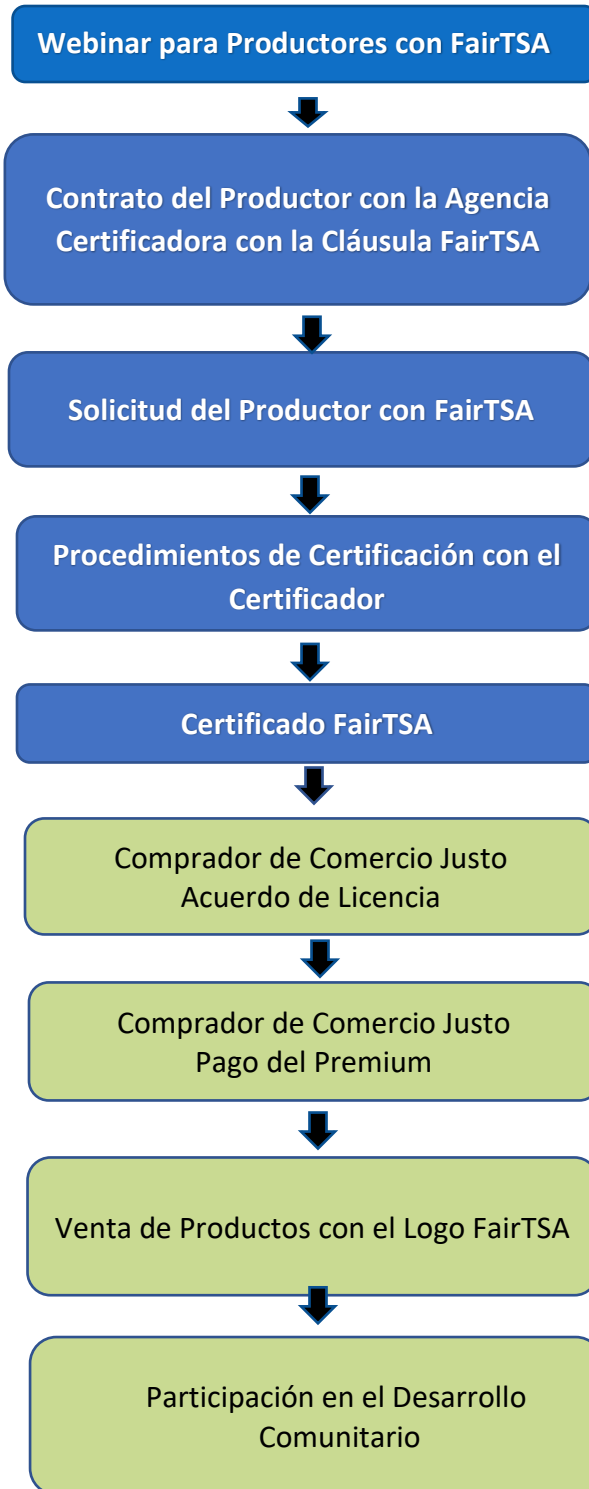 Webinar para Productores con FairTSA
Contrato del Productor con la Agencia
Certificadora con la Cláusula FairTSA
Solicitud del Productor con FairTSA
Procedimientos de Certificación con el
Certificador
Certificado FairTSA
Comprador de Comercio Justo
Acuerdo de Licencia
Comprador de Comercio Justo
Pago del Premium
Venta de Productos con el Logo FairTSA
Participación en el Desarrollo
Comunitario